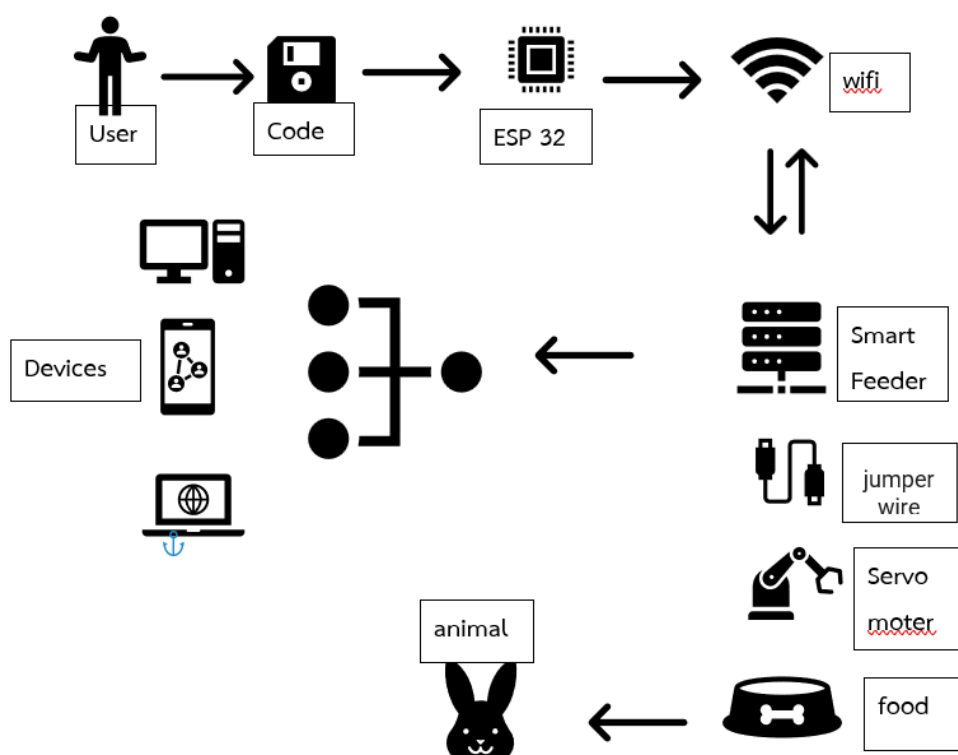 User
Code
ESP 32
wifi
Devices
Smart
Feeder
jumper
wire
Servo
moter
animal
food